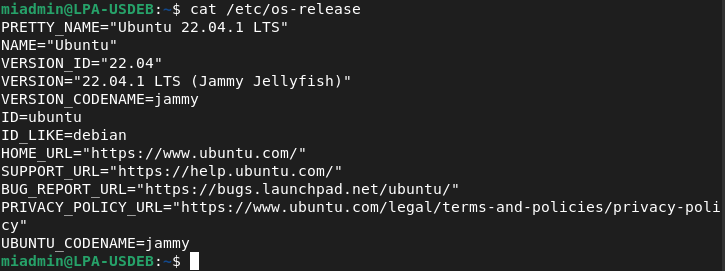 miadmin@LPA-USDEB:~$ cat /etc/os-release
PRETTY_NAME="Ubuntu 22.04.1 LTS"
NAME="Ubuntu"
VERSION_ID="22.04"
VERSION="22.04.1 LTS (Jammy Jellyfish)"
VERSION_CODENAME=jammy
ID=ubuntu
ID_LIKE=debian
HOME_URL="https://www.ubuntu.com/"
SUPPORT_URL="https://help.ubuntu.com/"
BUG_REPORT_URL="https://bugs.launchpad.net/ubuntu/"
PRIVACY_POLICY_URL="https://www.ubuntu.com/legal/terms-and-policies/privacy-poli
cy"
UBUNTU_CODENAME=jammy
miadmin@LPA-USDEB:~$